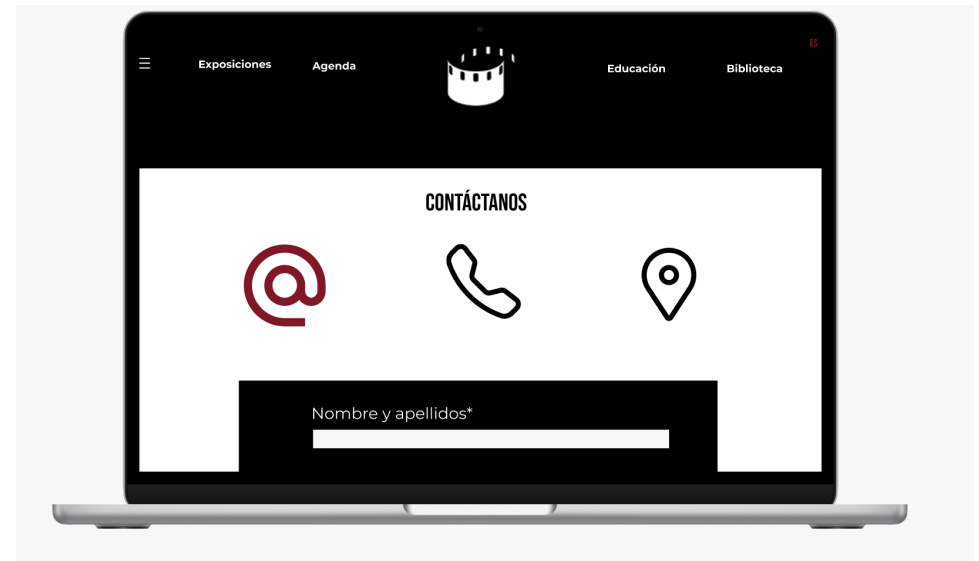 ES
Exposiciones
Agenda
Educación
Biblioteca
CONTÁCTANOS
Nombre y apellidos*